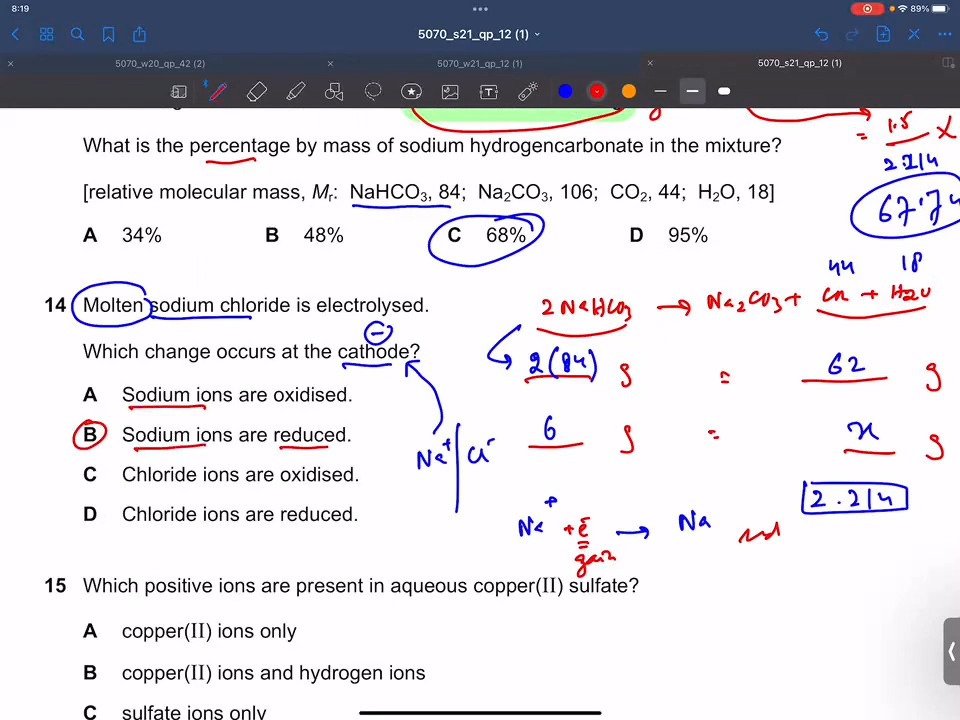 8:19
89%
5070_s21_qp_12 (1)
5070_w20_qp_42 (2)
5070_w21_qp_12 (1)
5070_s21_qp_12 (1)
What is the percentage by mass of sodium hydrogencarbonate in the mixture?
= 1.5 x
2.214
[relative molecular mass, Mr: NaHCO3, 84; Na2CO3, 106; CO2, 44; H2O, 18]
67.74
A 34% B 48% C 68% D 95%
44 18
14 Molten sodium chloride is electrolysed.
2 NaHCO3 → Na2CO3 + CO2 + H2O
−
Which change occurs at the cathode?
2(84) g = 62 g
A Sodium ions are oxidised.
B Sodium ions are reduced.
6 g = x g
Na+ Cl-
C Chloride ions are oxidised.
2.214
D Chloride ions are reduced.
Na+ + e- → Na red
gain
15 Which positive ions are present in aqueous copper(II) sulfate?
A copper(II) ions only
B copper(II) ions and hydrogen ions
C sulfate ions only